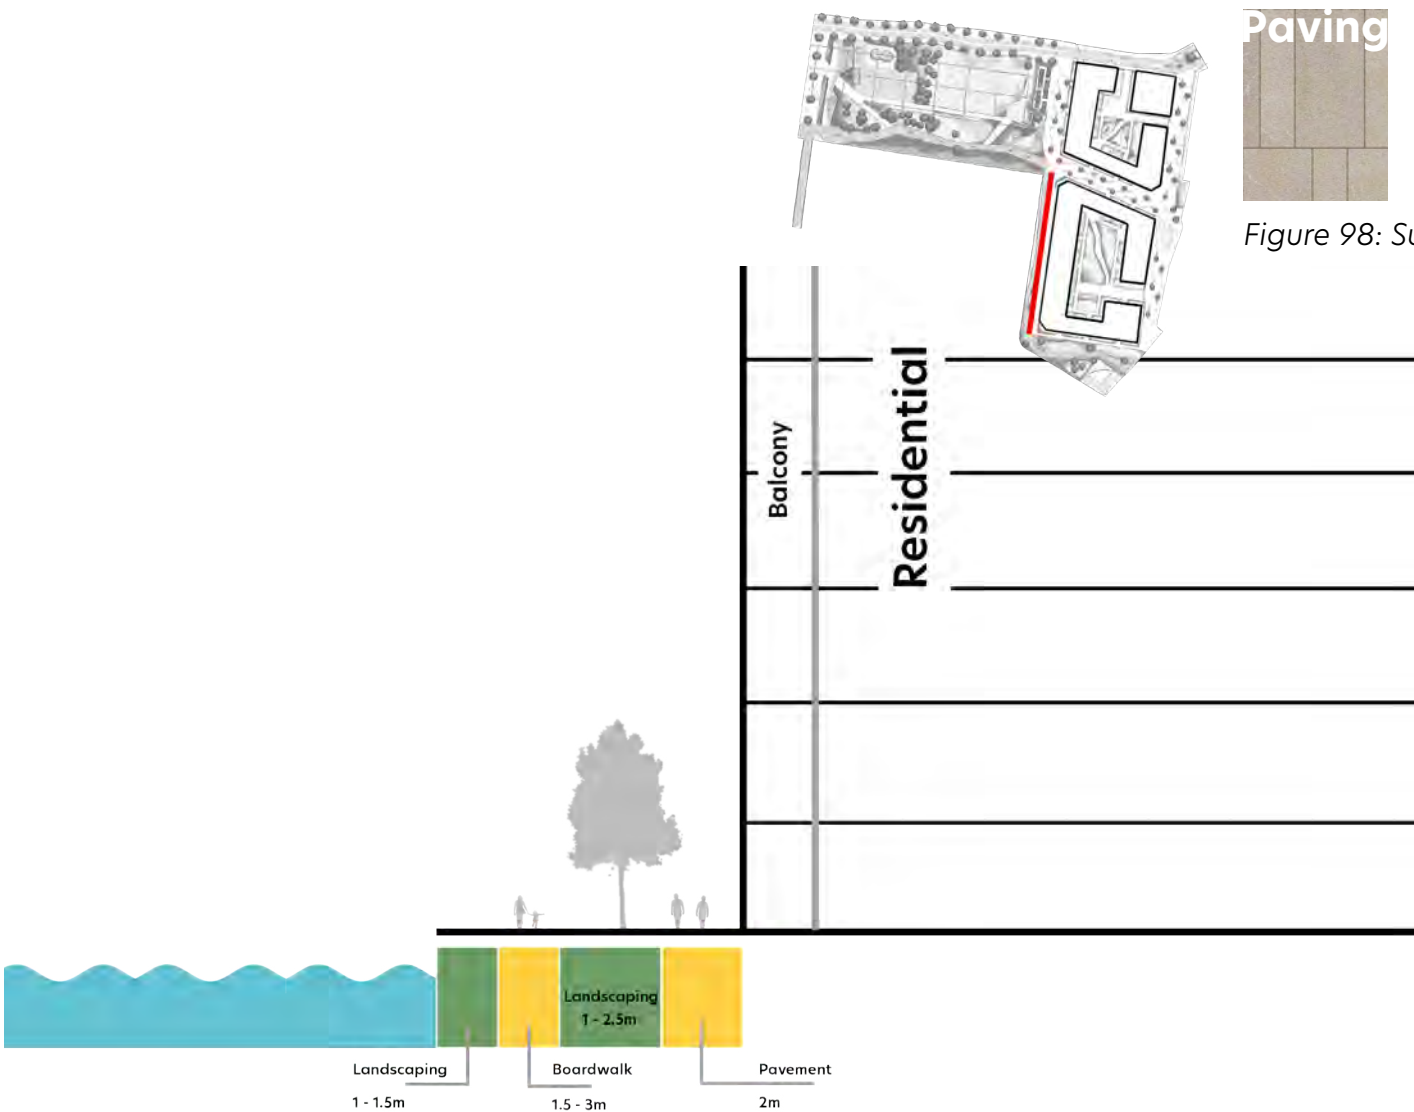 Paving
Figure 98: Su
Residential
Balcony
Landscaping
1 - 2.5m
Landscaping
1 - 1.5m
Boardwalk
1.5 - 3m
Pavement
2m